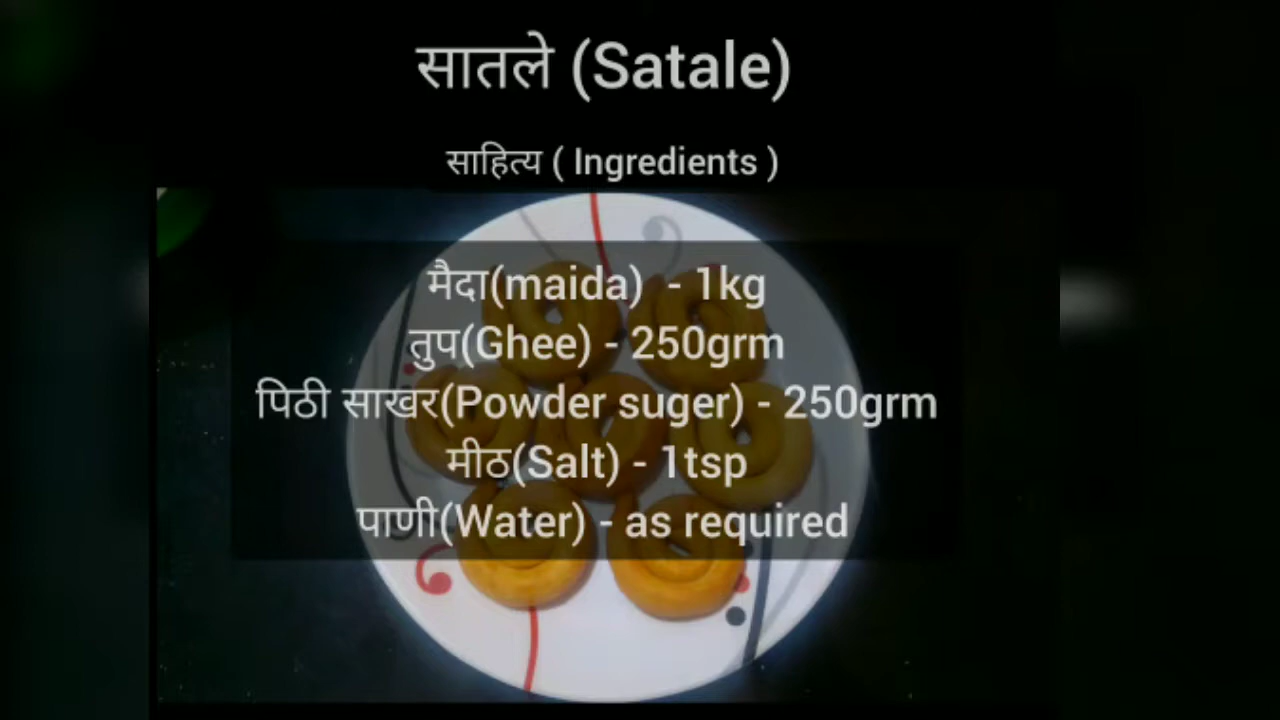 सातले (Satale)
साहित्य ( Ingredients )
मैदा(maida) - 1kg
तुप(Ghee) - 250grm
पिठी साखर(Powder suger) - 250grm
मीठ(Salt) - 1tsp
पाणी(Water) - as required